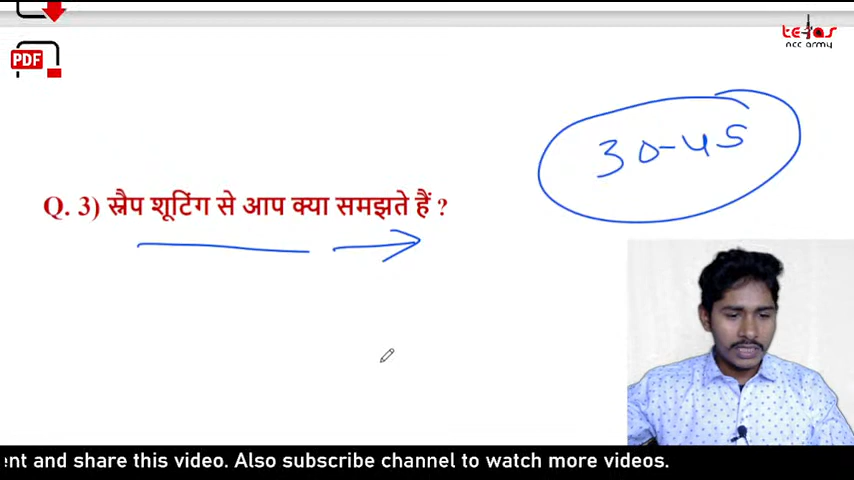 PDF
TEJAS
NCC ARMY
30-45
Q. 3) स्नैप शूटिंग से आप क्या समझते हैं ?
ent and share this video. Also subscribe channel to watch more videos.